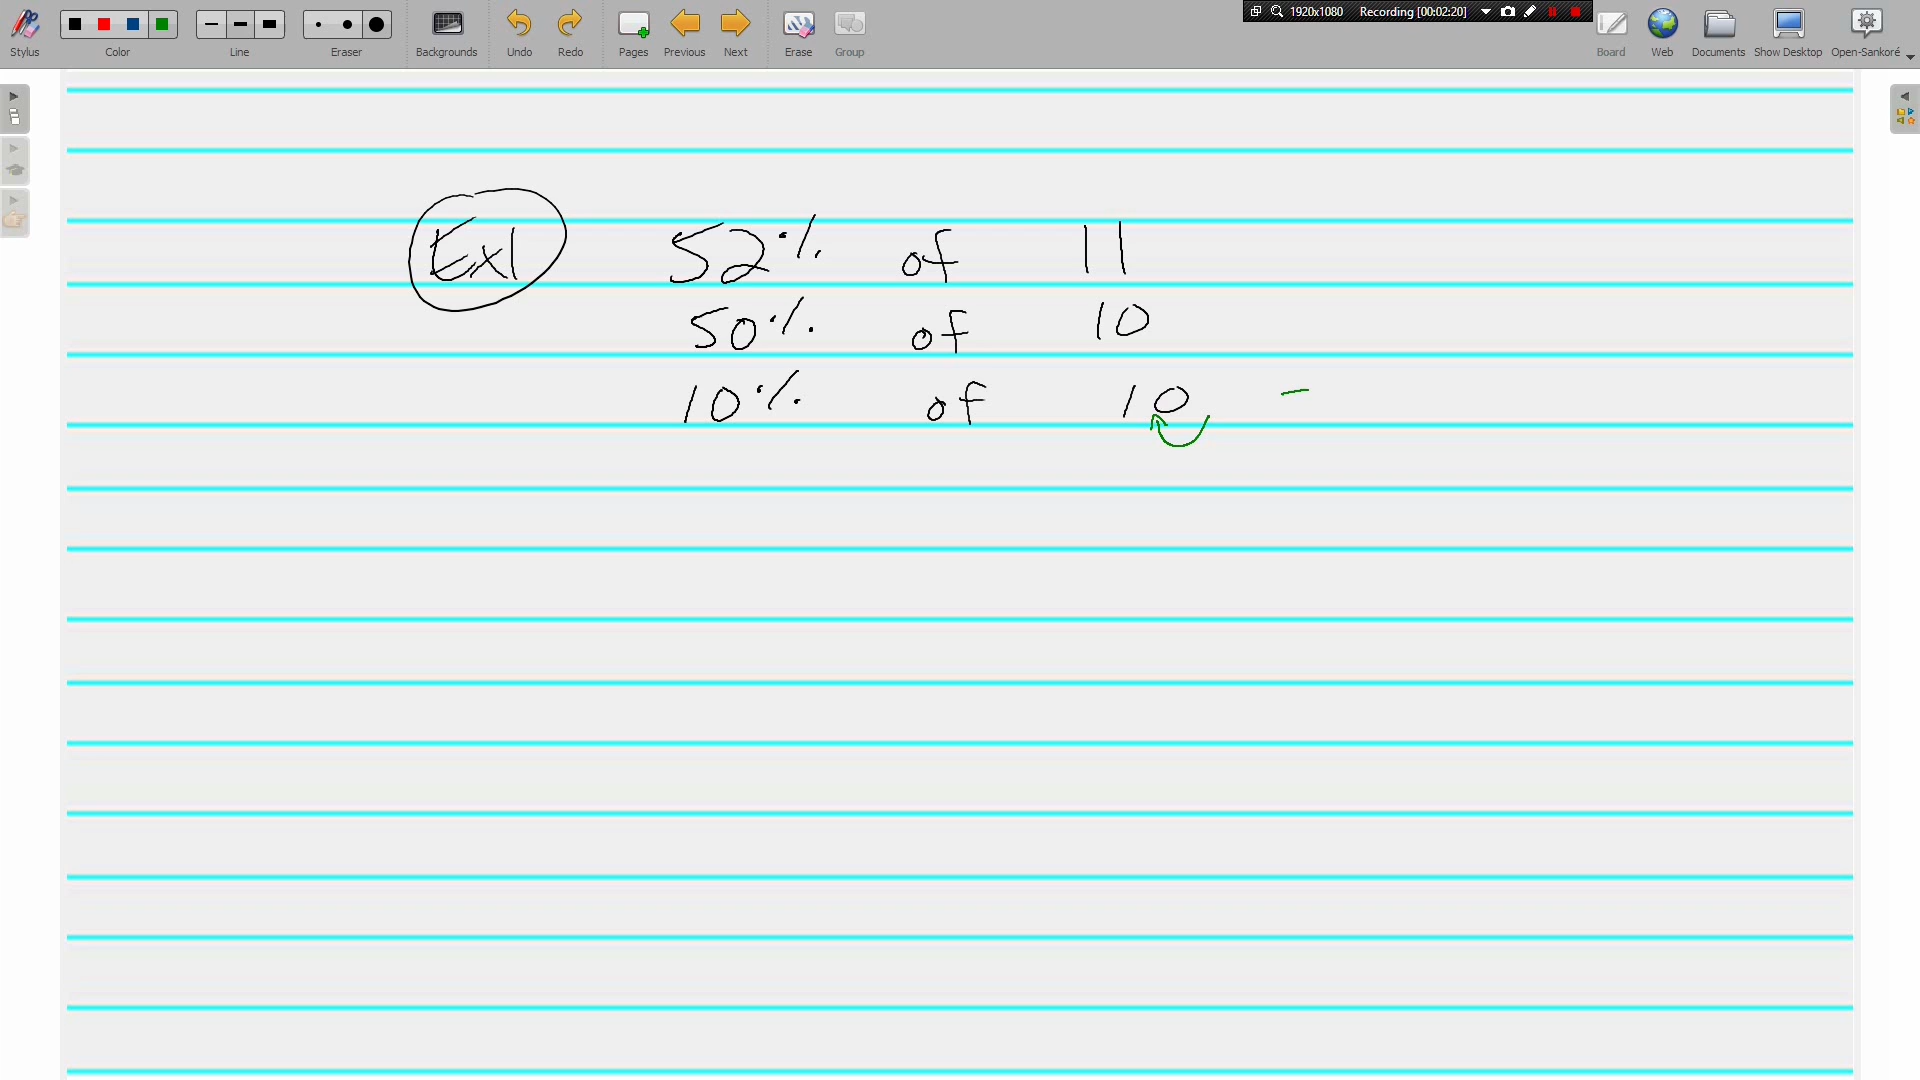 1920x1080 Recording [00:02:20]
Stylus Color Line Eraser Backgrounds Undo Redo Pages Previous Next Erase Group Board Web Documents Show Desktop Open-Sankoré
Ex1 52% of 11
50% of 10
10% of 10 -